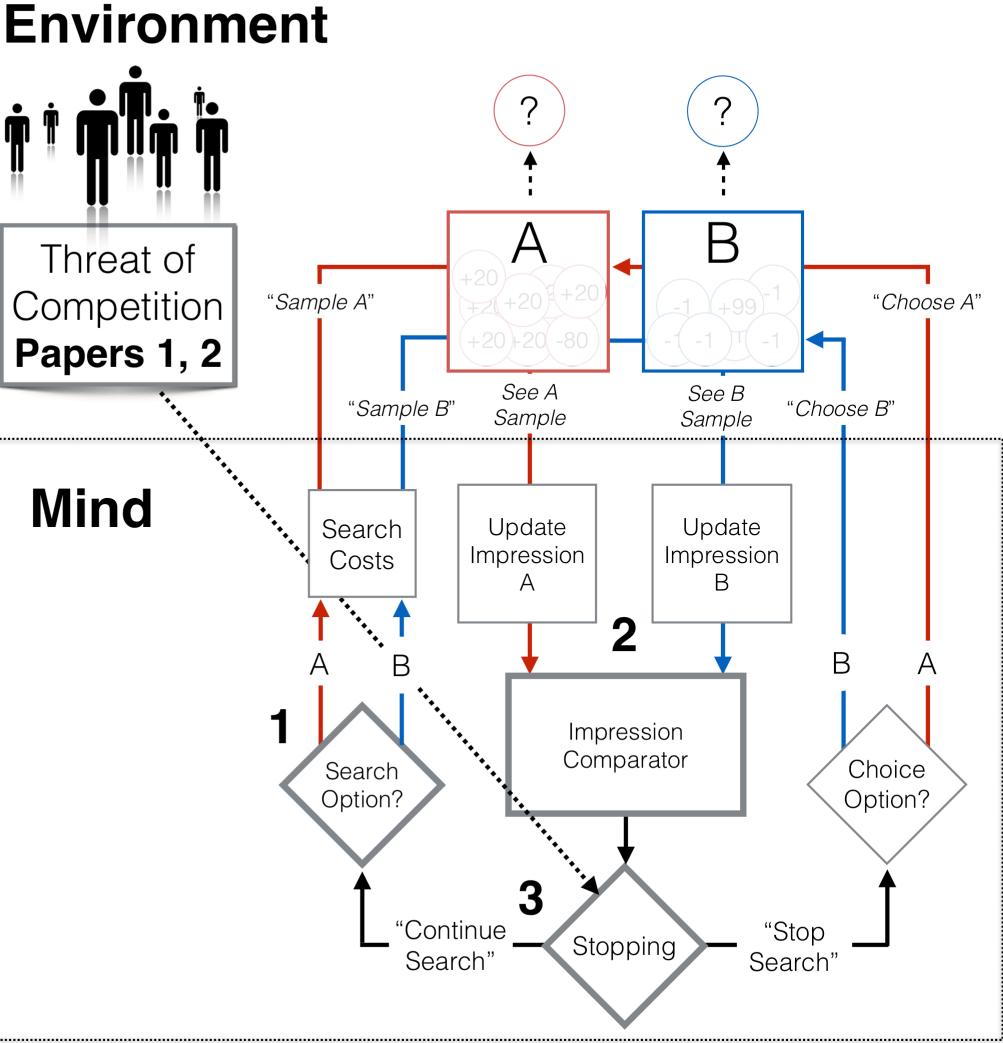 Environment
?
?
Threat of
Competition
Papers 1, 2
A
B
+20
+20
+20
+20
+20
-80
-1
+99
-1
-1
-1
“Sample A”
“Choose A”
“Sample B”
See A
Sample
See B
Sample
“Choose B”
Mind
Search
Costs
Update
Impression
A
Update
Impression
B
2
A
B
B
A
1
Impression
Comparator
Search
Option?
Choice
Option?
3
“Continue
Search”
Stopping
“Stop
Search”